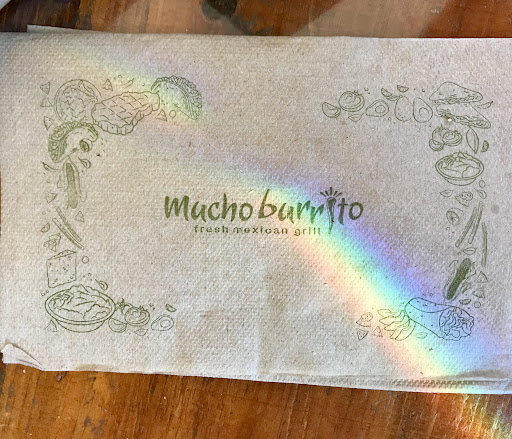 mucho burrito
fresh mexican grill